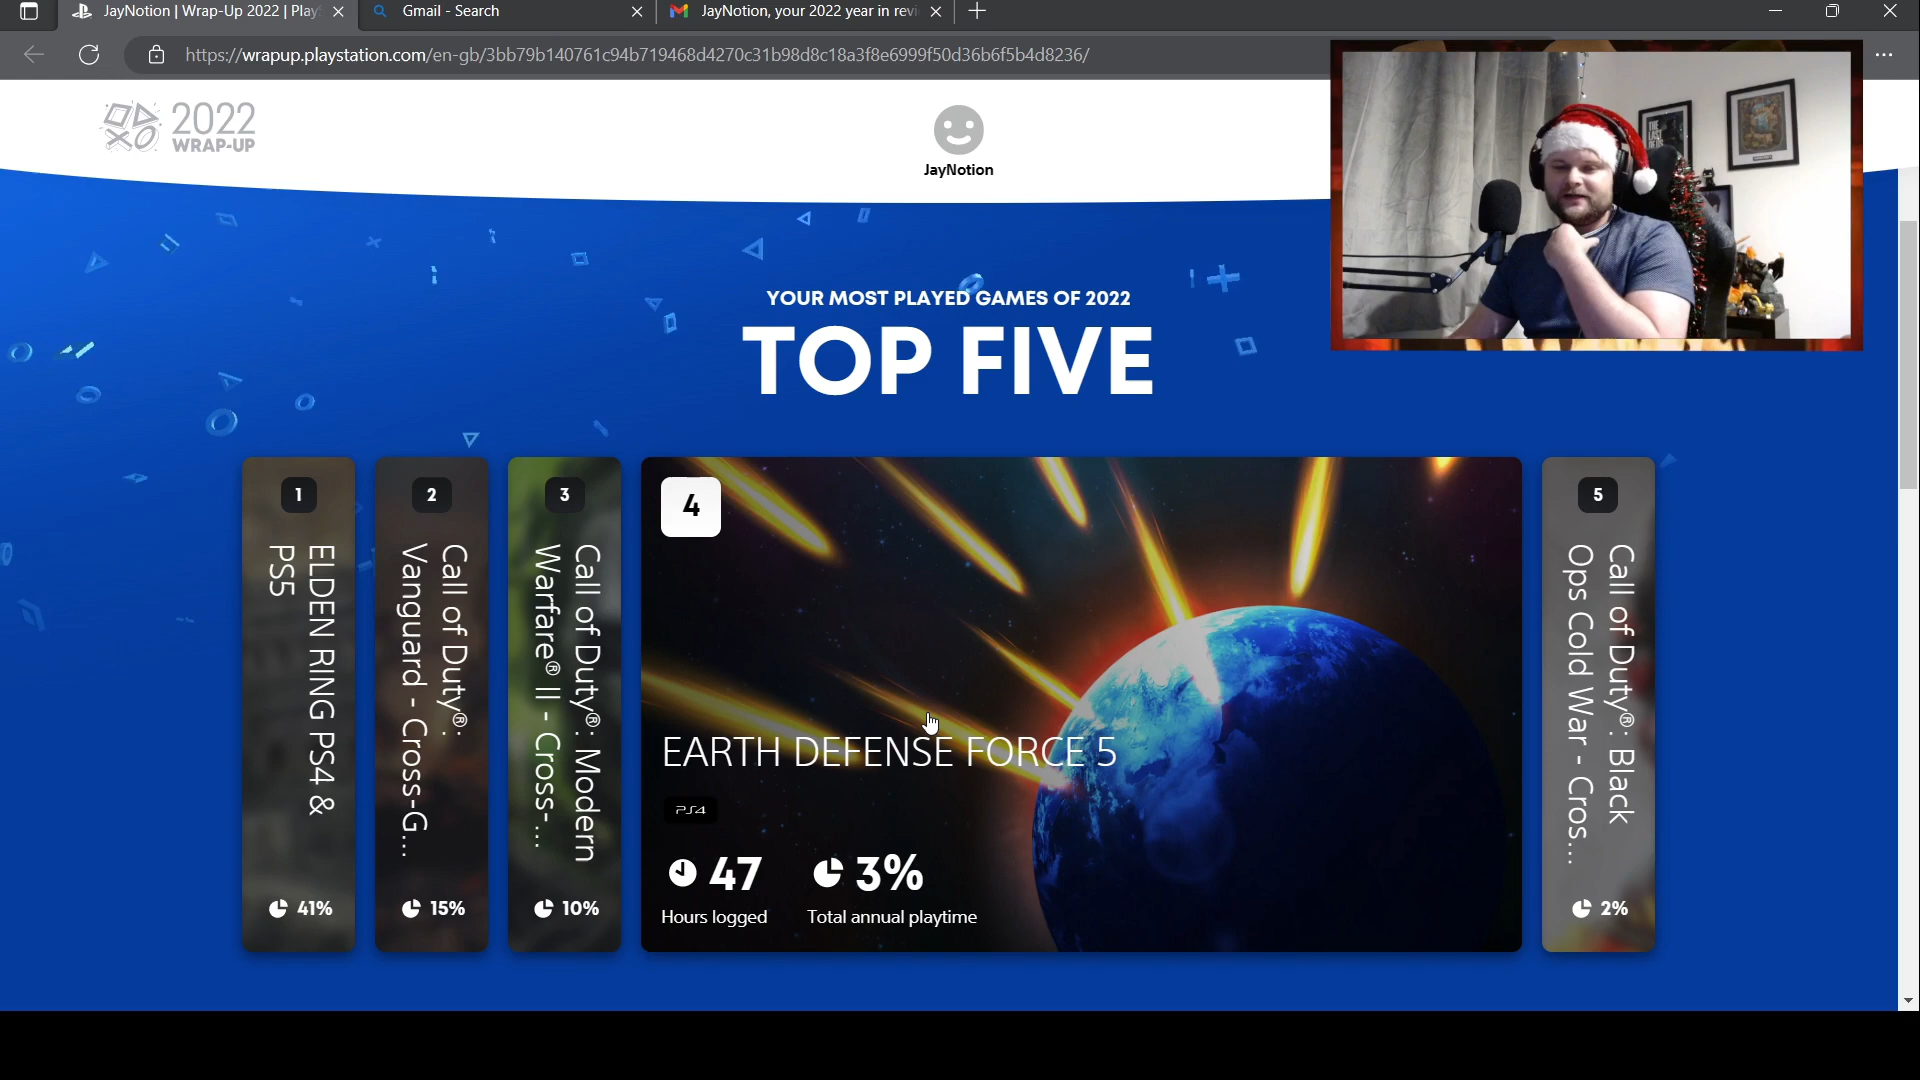 JayNotion | Wrap-Up 2022 | Play
Gmail - Search
JayNotion, your 2022 year in revi
https://wrapup.playstation.com/en-gb/3bb79b140761c94b719468d4270c31b98d8c18a3f8e6999f50d36b6f5b4d8236/
2022
WRAP-UP
JayNotion
THE
LAST
YOUR MOST PLAYED GAMES OF 2022
TOP FIVE
1
ELDEN RING PS4 &
PS5
41%
2
Call of Duty®:
Vanguard - Cross-G...
15%
3
Call of Duty®: Modern
Warfare® II - Cross-...
10%
4
EARTH DEFENSE FORCE 5
PS4
47
Hours logged
3%
Total annual playtime
5
Call of Duty®: Black
Ops Cold War - Cros...
2%